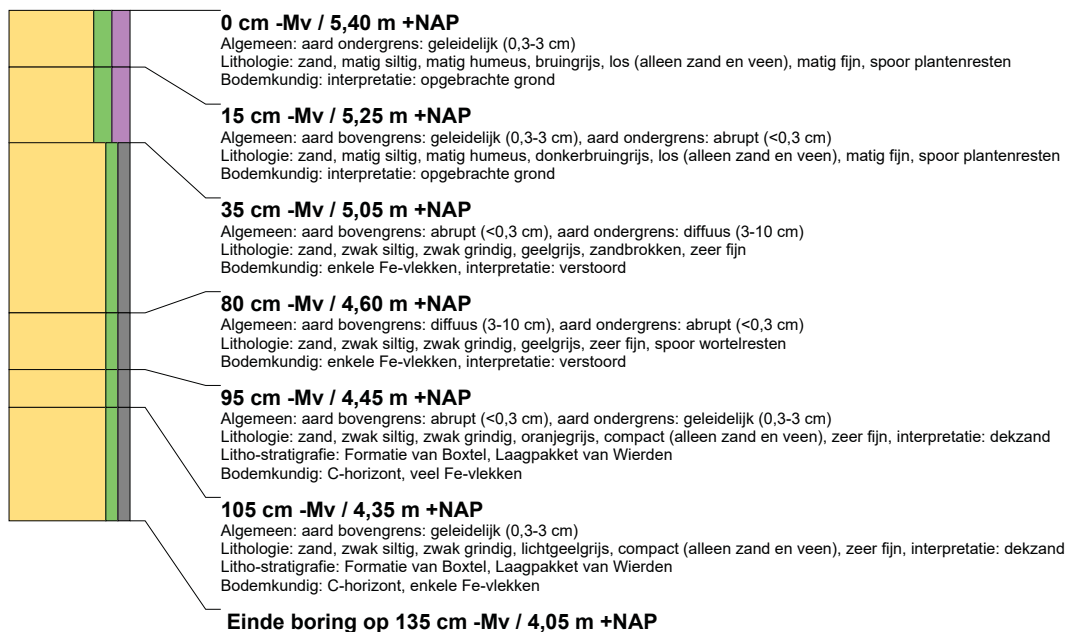 0 cm -Mv / 5,40 m +NAP
Algemeen: aard ondergrens: geleidelijk (0,3-3 cm)
Lithologie: zand, matig siltig, matig humeus, bruingrijs, los (alleen zand en veen), matig fijn, spoor plantenresten
Bodemkundig: interpretatie: opgebrachte grond
15 cm -Mv / 5,25 m +NAP
Algemeen: aard bovengrens: geleidelijk (0,3-3 cm), aard ondergrens: abrupt (<0,3 cm)
Lithologie: zand, matig siltig, matig humeus, donkerbruingrijs, los (alleen zand en veen), matig fijn, spoor plantenresten
Bodemkundig: interpretatie: opgebrachte grond
35 cm -Mv / 5,05 m +NAP
Algemeen: aard bovengrens: abrupt (<0,3 cm), aard ondergrens: diffuus (3-10 cm)
Lithologie: zand, zwak siltig, zwak grindig, geelgrijs, zandbrokken, zeer fijn
Bodemkundig: enkele Fe-vlekken, interpretatie: verstoord
80 cm -Mv / 4,60 m +NAP
Algemeen: aard bovengrens: diffuus (3-10 cm), aard ondergrens: abrupt (<0,3 cm)
Lithologie: zand, zwak siltig, zwak grindig, geelgrijs, zeer fijn, spoor wortelresten
Bodemkundig: enkele Fe-vlekken, interpretatie: verstoord
95 cm -Mv / 4,45 m +NAP
Algemeen: aard bovengrens: abrupt (<0,3 cm), aard ondergrens: geleidelijk (0,3-3 cm)
Lithologie: zand, zwak siltig, zwak grindig, oranjegrijs, compact (alleen zand en veen), zeer fijn, interpretatie: dekzand
Litho-stratigrafie: Formatie van Boxtel, Laagpakket van Wierden
Bodemkundig: C-horizont, veel Fe-vlekken
105 cm -Mv / 4,35 m +NAP
Algemeen: aard bovengrens: geleidelijk (0,3-3 cm)
Lithologie: zand, zwak siltig, zwak grindig, lichtgeelgrijs, compact (alleen zand en veen), zeer fijn, interpretatie: dekzand
Litho-stratigrafie: Formatie van Boxtel, Laagpakket van Wierden
Bodemkundig: C-horizont, enkele Fe-vlekken
Einde boring op 135 cm -Mv / 4,05 m +NAP